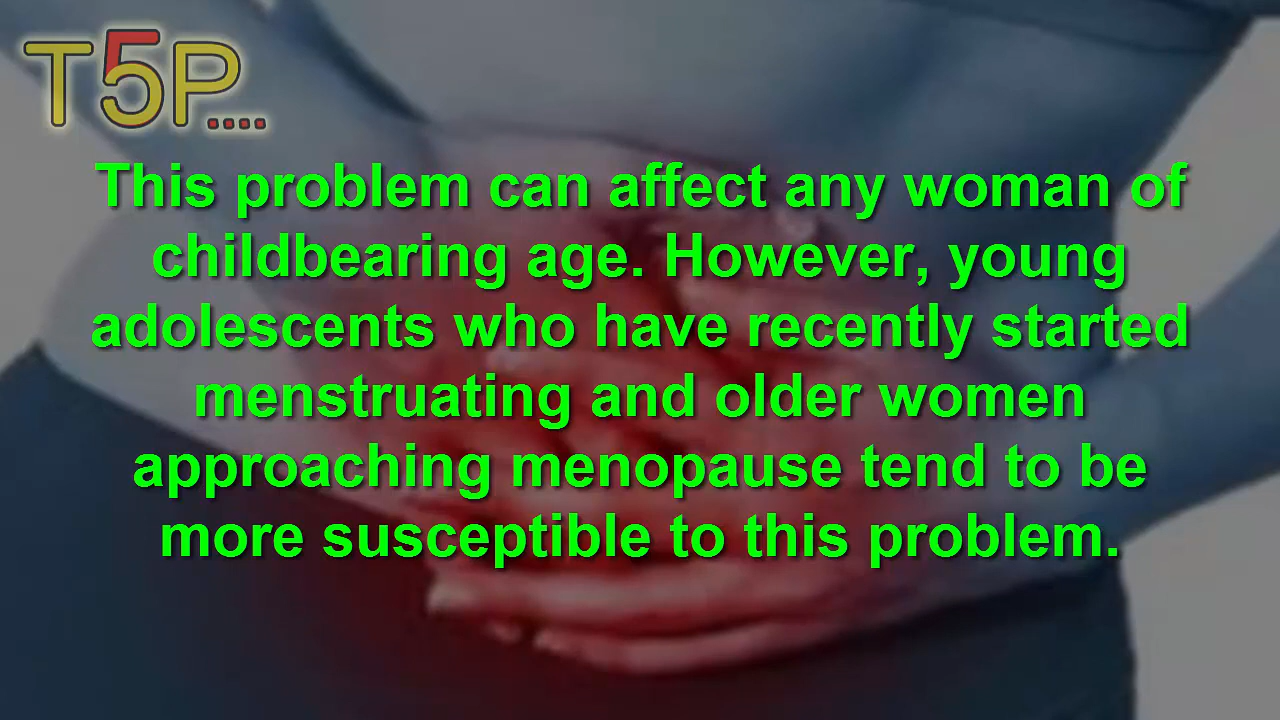 T5P....
This problem can affect any woman of
childbearing age. However, young
adolescents who have recently started
menstruating and older women
approaching menopause tend to be
more susceptible to this problem.